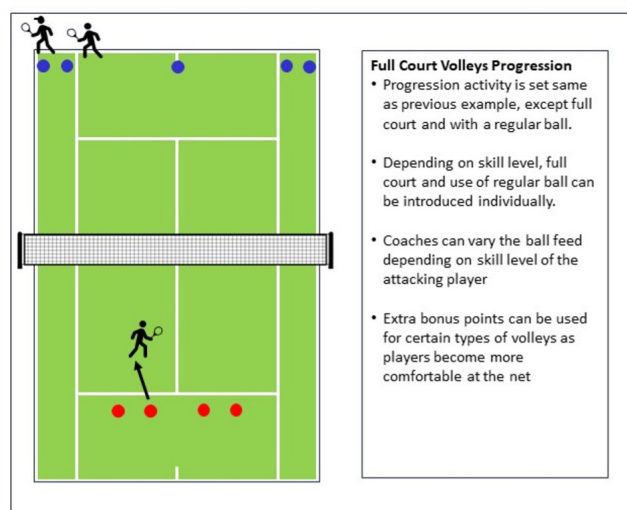 Full Court Volleys Progression
• Progression activity is set same
as previous example, except full
court and with a regular ball.
• Depending on skill level, full
court and use of regular ball can
be introduced individually.
• Coaches can vary the ball feed
depending on skill level of the
attacking player
• Extra bonus points can be used
for certain types of volleys as
players become more
comfortable at the net